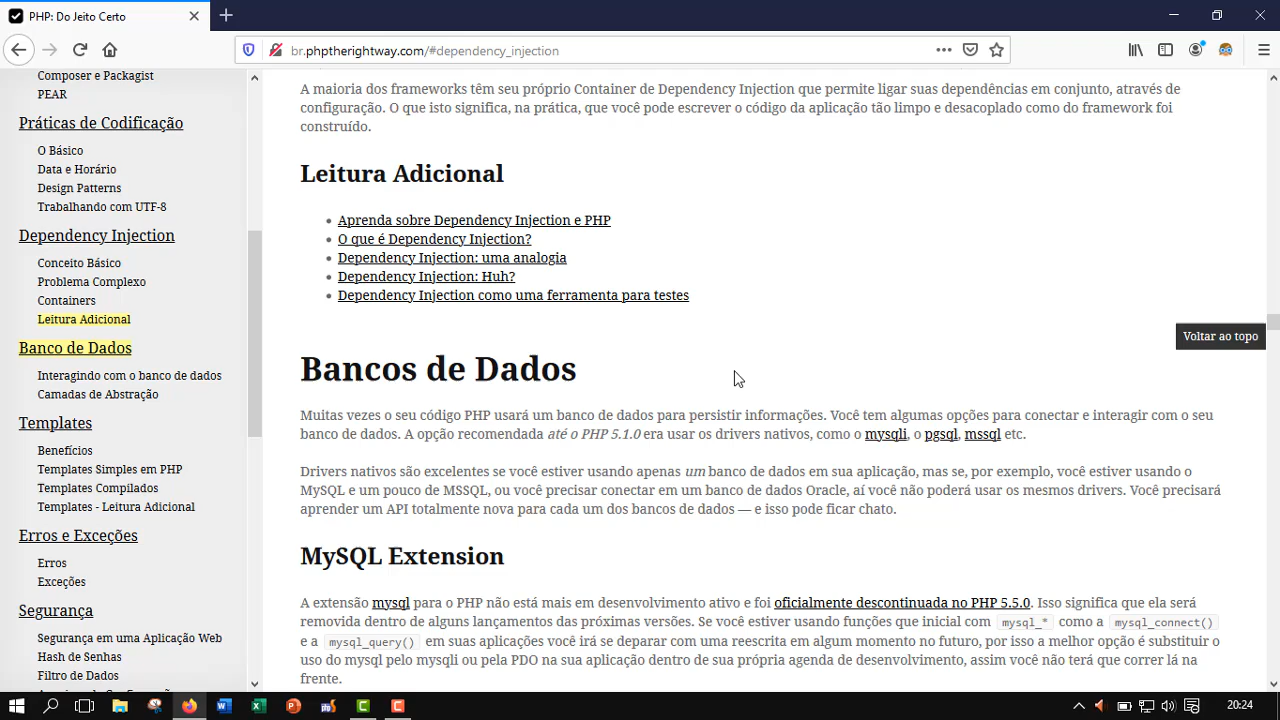 PHP: Do Jeito Certo
br.phptherightway.com/#dependency_injection
Composer e Packagist
PEAR
Práticas de Codificação
O Básico
Data e Horário
Design Patterns
Trabalhando com UTF-8
Dependency Injection
Conceito Básico
Problema Complexo
Containers
Leitura Adicional
Banco de Dados
Interagindo com o banco de dados
Camadas de Abstração
Templates
Benefícios
Templates Simples em PHP
Templates Compilados
Templates - Leitura Adicional
Erros e Exceções
Erros
Exceções
Segurança
Segurança em uma Aplicação Web
Hash de Senhas
Filtro de Dados
A maioria dos frameworks têm seu próprio Container de Dependency Injection que permite ligar suas dependências em conjunto, através de
configuração. O que isto significa, na prática, que você pode escrever o código da aplicação tão limpo e desacoplado como do framework foi
construído.
Leitura Adicional
Aprenda sobre Dependency Injection e PHP
O que é Dependency Injection?
Dependency Injection: uma analogia
Dependency Injection: Huh?
Dependency Injection como uma ferramenta para testes
Voltar ao topo
Bancos de Dados
Muitas vezes o seu código PHP usará um banco de dados para persistir informações. Você tem algumas opções para conectar e interagir com o seu
banco de dados. A opção recomendada até o PHP 5.1.0 era usar os drivers nativos, como o mysqli, o pgsql, mssql etc.
Drivers nativos são excelentes se você estiver usando apenas um banco de dados em sua aplicação, mas se, por exemplo, você estiver usando o
MySQL e um pouco de MSSQL, ou você precisar conectar em um banco de dados Oracle, aí você não poderá usar os mesmos drivers. Você precisará
aprender um API totalmente nova para cada um dos bancos de dados — e isso pode ficar chato.
MySQL Extension
A extensão mysql para o PHP não está mais em desenvolvimento ativo e foi oficialmente descontinuada no PHP 5.5.0. Isso significa que ela será
removida dentro de alguns lançamentos das próximas versões. Se você estiver usando funções que iniciam com mysql_* como a mysql_connect()
e a mysql_query() em suas aplicações você irá se deparar com uma reescrita em algum momento no futuro, por isso a melhor opção é substituir o
uso do mysql pelo mysqli ou pela PDO na sua aplicação dentro de sua própria agenda de desenvolvimento, assim você não terá que correr lá na
frente.
20:24